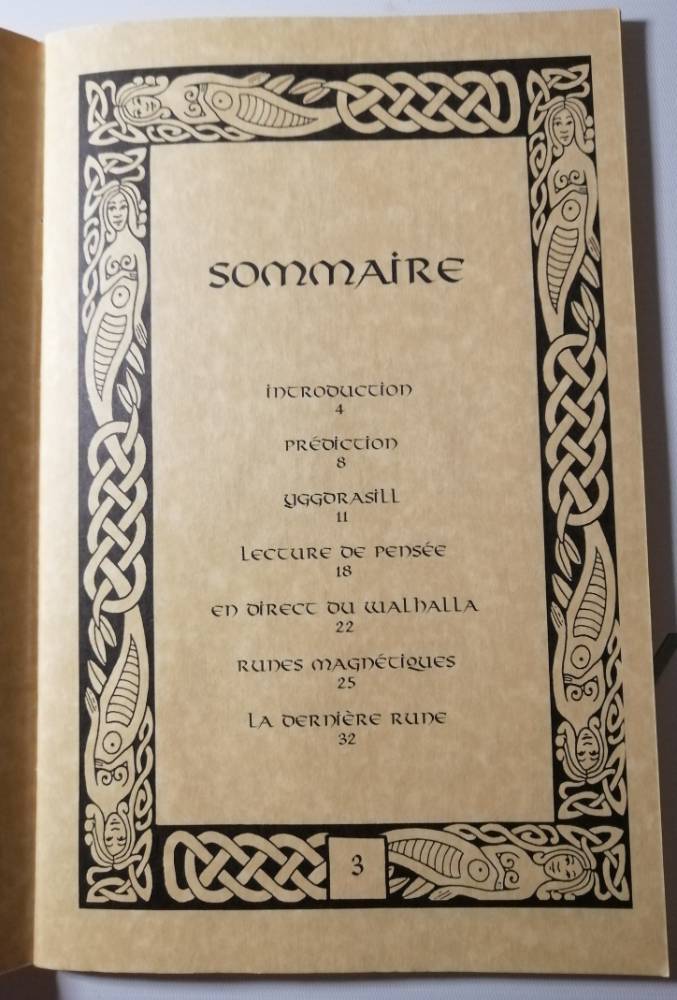 SOMMAIRE
INTRODUCTION
4
PRÉDICTION
8
YGGDRASILL
11
LECTURE DE PENSÉE
18
EN DIRECT DU WALHALLA
22
RUNES MAGNÉTIQUES
25
LA DERNIÈRE RUNE
32
3